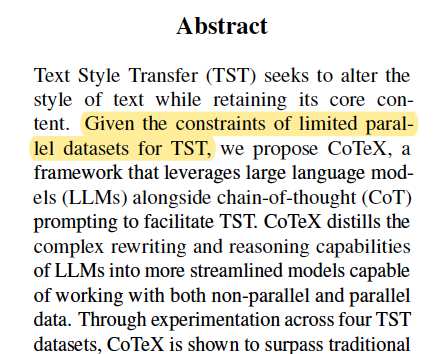 Abstract
Text Style Transfer (TST) seeks to alter the
style of text while retaining its core con-
tent. Given the constraints of limited paral-
lel datasets for TST, we propose CoTeX, a
framework that leverages large language mod-
els (LLMs) alongside chain-of-thought (CoT)
prompting to facilitate TST. CoTeX distills the
complex rewriting and reasoning capabilities
of LLMs into more streamlined models capable
of working with both non-parallel and parallel
data. Through experimentation across four TST
datasets, CoTeX is shown to surpass traditional